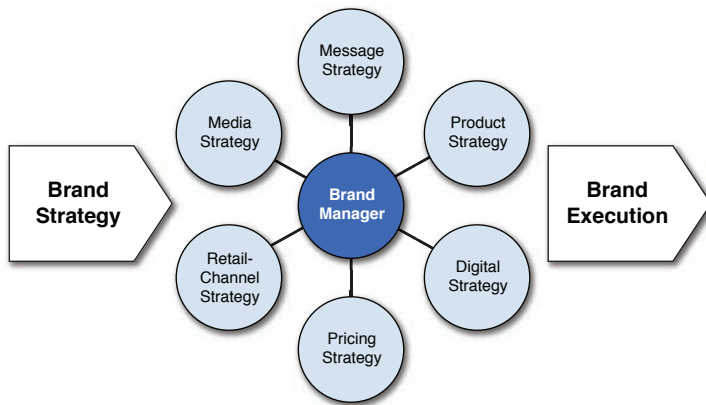 Message
Strategy
Media
Strategy
Product
Strategy
Brand
Strategy
Brand
Manager
Brand
Execution
Retail-
Channel
Strategy
Digital
Strategy
Pricing
Strategy